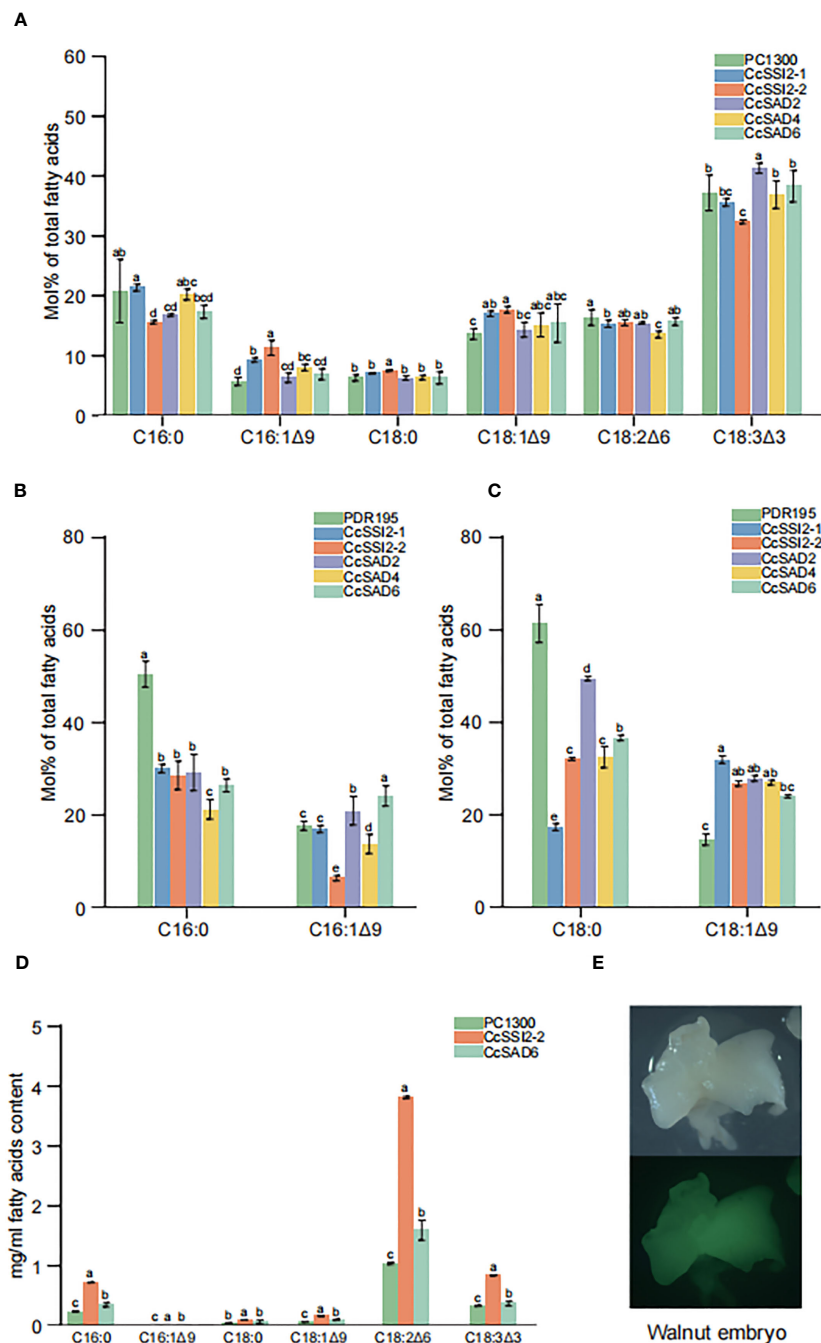 A
60
50
40
30
20
10
0
Mol% of total fatty acids
PC1300
CcSSI2-1
CcSSI2-2
CcSAD2
CcSAD4
CcSAD6
ab a d cd abc bcd
d b a cd bc cd
b b a b b b
c ab a bc abc abc
a b ab ab c ab
b bc c a b b
C16:0 C16:1Δ9 C18:0 C18:1Δ9 C18:2Δ6 C18:3Δ3
B
80
60
40
20
0
Mol% of total fatty acids
PDR195
CcSSI2-1
CcSSI2-2
CcSAD2
CcSAD4
CcSAD6
a b b b c b
c c e b d a
C16:0 C16:1Δ9
C
80
60
40
20
0
Mol% of total fatty acids
PDR195
CcSSI2-1
CcSSI2-2
CcSAD2
CcSAD4
CcSAD6
a e c d c b
c a ab ab ab bc
C18:0 C18:1Δ9
D
5
4
3
2
1
0
mg/ml fatty acids content
PC1300
CcSSI2-2
CcSAD6
c a b
c a b
c a b
c a b
c a b
c a b
C16:0 C16:1Δ9 C18:0 C18:1Δ9 C18:2Δ6 C18:3Δ3
E
Walnut embryo